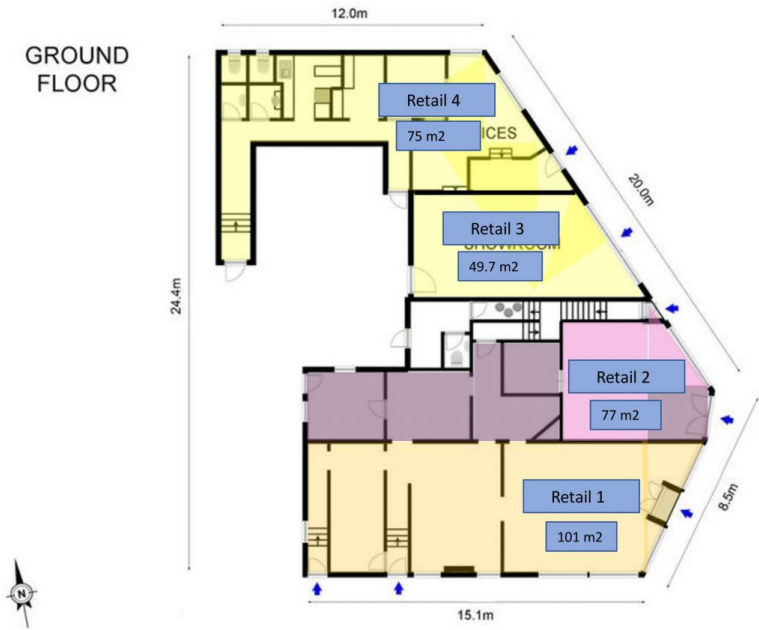 12.0m
GROUND
FLOOR
Retail 4
75 m2
ICES
20.0m
Retail 3
SHOWROOM
49.7 m2
24.4m
Retail 2
77 m2
8.5m
Retail 1
101 m2
N
15.1m